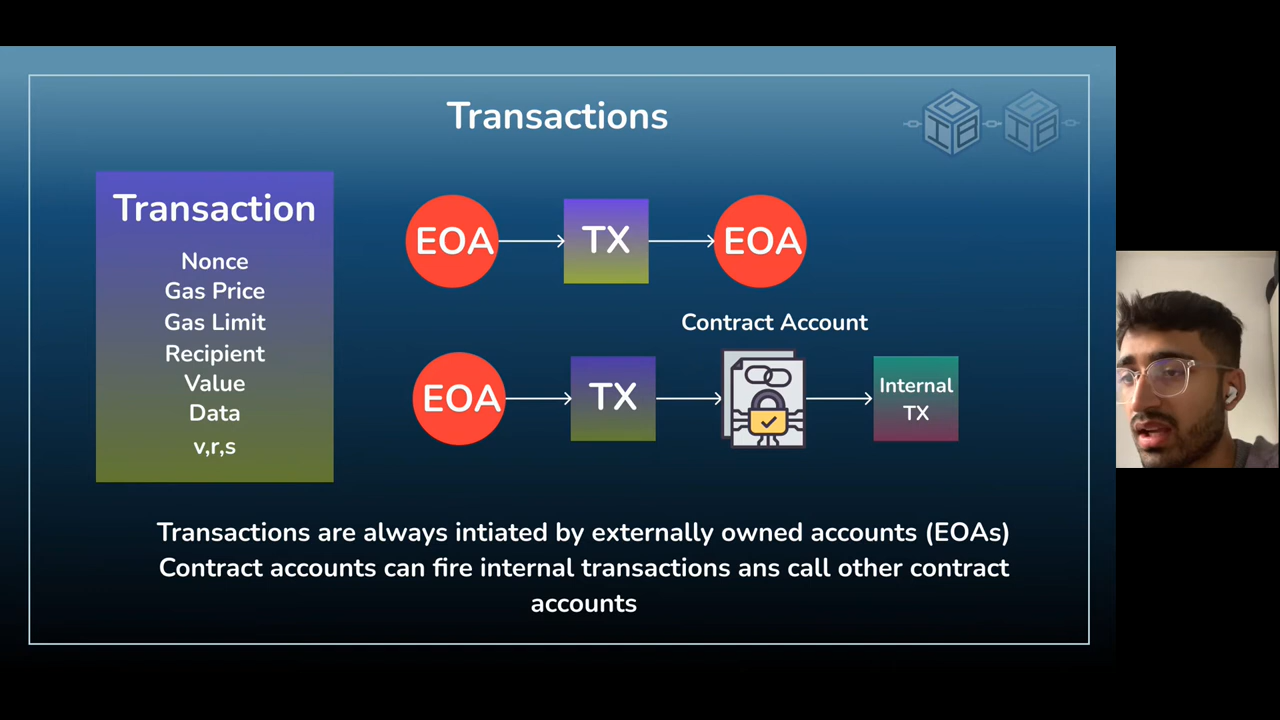 Transactions
Transaction
Nonce
Gas Price
Gas Limit
Recipient
Value
Data
v,r,s
EOA
TX
EOA
Contract Account
EOA
TX
Internal
TX
Transactions are always intiated by externally owned accounts (EOAs)
Contract accounts can fire internal transactions ans call other contract
accounts